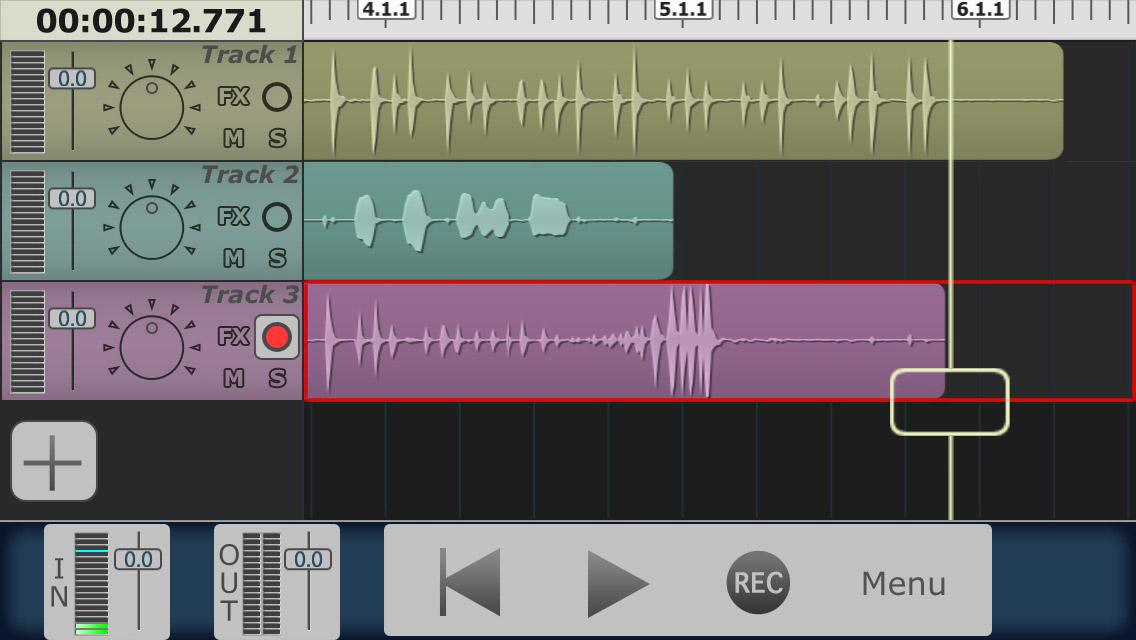 00:00:12.771
4.1.1 5.1.1 6.1.1
Track 1
0.0
FX
M S
Track 2
0.0
FX
M S
Track 3
0.0
FX
M S
IN
0.0
OUT
0.0
REC
Menu